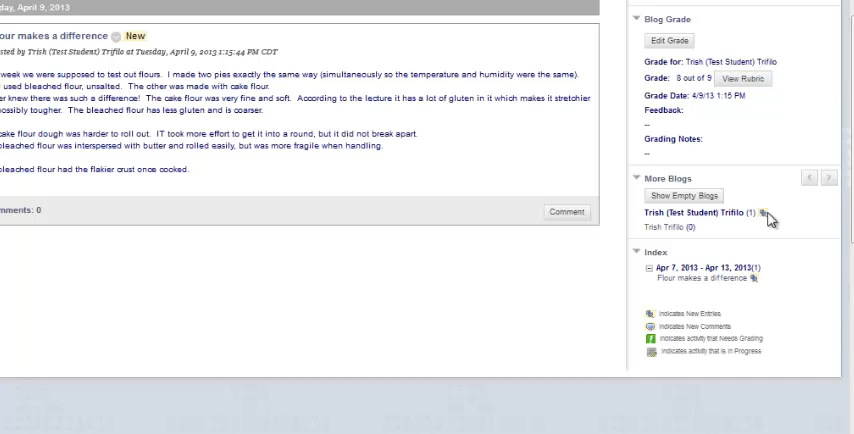 day, April 9, 2013
our makes a difference New
sted by Trish (Test Student) Trifilo at Tuesday, April 9, 2013 1:15:44 PM CDT
week we were supposed to test out flours. I made two pies exactly the same way (simultaneously so the temperature and humidity were the same).
used bleached flour, unsalted. The other was made with cake flour.
er knew there was such a difference! The cake flour was very fine and soft. According to the lecture it has a lot of gluten in it which makes it stretchier
possibly tougher. The bleached flour has less gluten and is coarser.
cake flour dough was harder to roll out. IT took more effort to get it into a round, but it did not break apart.
bleached flour was interspersed with butter and rolled easily, but was more fragile when handling.
bleached flour had the flakier crust once cooked.
mments: 0
Comment
Blog Grade
Edit Grade
Grade for: Trish (Test Student) Trifilo
Grade: 8 out of 9 View Rubric
Grade Date: 4/9/13 1:15 PM
Feedback:
--
Grading Notes:
--
More Blogs < >
Show Empty Blogs
Trish (Test Student) Trifilo (1)
Trish Trifilo (0)
Index
Apr 7, 2013 - Apr 13, 2013(1)
Flour makes a difference
Indicates New Entries
Indicates New Comments
Indicates activity that Needs Grading
Indicates activity that is in Progress